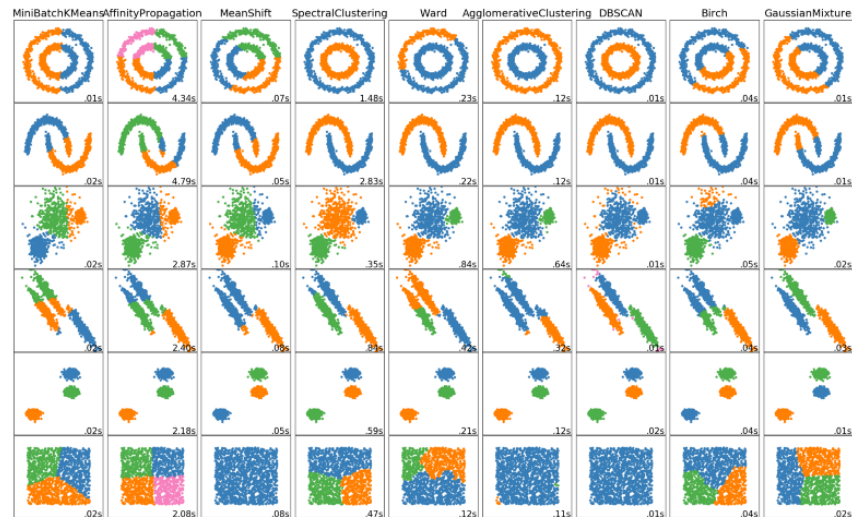 MiniBatchKMeans AffinityPropagation MeanShift SpectralClustering Ward AgglomerativeClustering DBSCAN Birch GaussianMixture
.01s 4.34s .07s 1.48s .23s .12s .01s .04s .01s
.02s 4.79s .05s 2.83s .22s .12s .01s .04s .01s
.02s 2.87s .10s .35s .84s .64s .01s .05s .02s
.02s 2.40s .08s .84s .42s .32s .01s .04s .03s
.02s 2.18s .05s .59s .21s .12s .02s .04s .01s
.02s 2.08s .08s .47s .12s .11s .01s .04s .02s